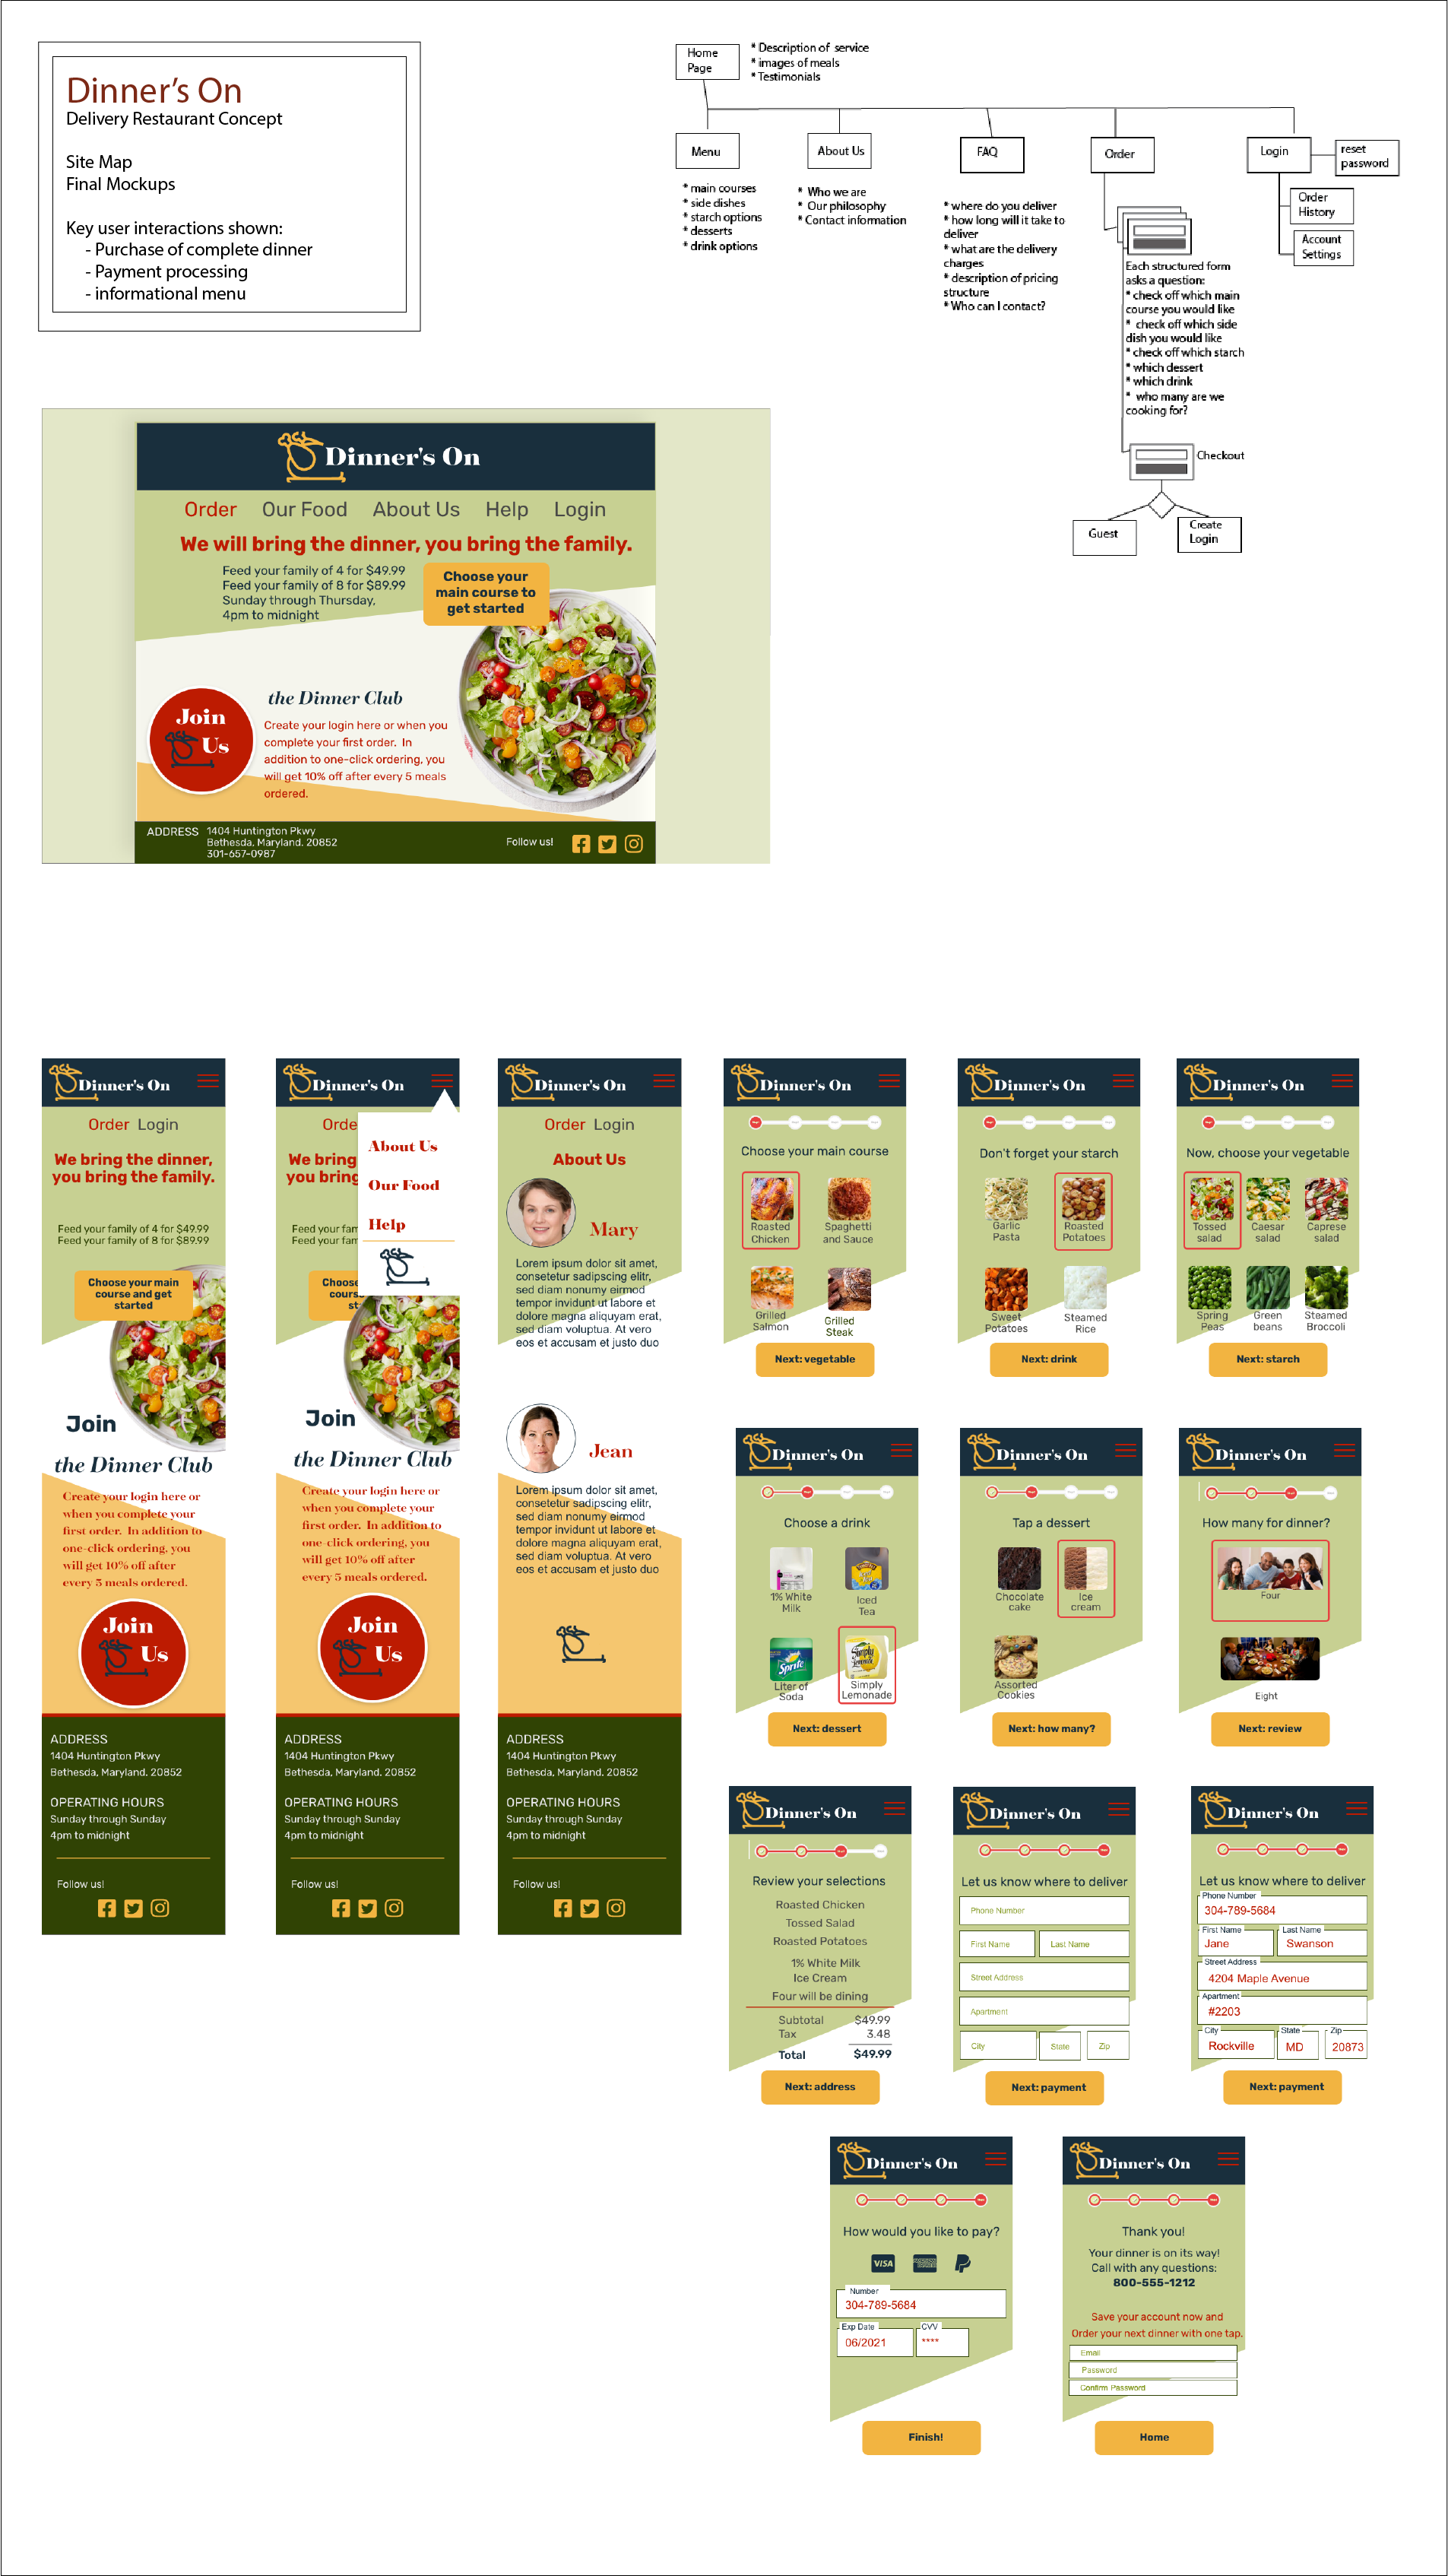 Dinner's On
Delivery Restaurant Concept
Site Map
Final Mockups
Key user interactions shown:
- Purchase of complete dinner
- Payment processing
- informational menu
Home
Page
* Description of service
* images of meals
* Testimonials
Menu
About Us
FAQ
Order
Login
reset
password
* main courses
* side dishes
* starch options
* desserts
* drink options
* Who we are
* Our philosophy
* Contact information
* where do you deliver
* how long will it take to
deliver
* what are the delivery
charges
* description of pricing
structure
* Who can I contact?
Order
History
Account
Settings
Each structured form
asks a question:
* check off which main
course you would like
* check off which side
dish you would like
* check off which starch
* which dessert
* which drink
* who many are we
cooking for?
Checkout
Guest
Create
Login
Dinner's On
Order Our Food About Us Help Login
We will bring the dinner, you bring the family.
Feed your family of 4 for $49.99
Feed your family of 8 for $89.99
Sunday through Thursday,
4pm to midnight
Choose your
main course to
get started
Join
Us
the Dinner Club
Create your login here or when you
complete your first order. In
addition to one-click ordering, you
will get 10% off after every 5 meals
ordered.
ADDRESS
1404 Huntington Pkwy
Bethesda, Maryland. 20852
301-657-0987
Follow us!
Dinner's On
Order Login
We bring the dinner,
you bring the family.
Feed your family of 4 for $49.99
Feed your family of 8 for $89.99
Choose your main
course and get
started
Join
the Dinner Club
Create your login here or
when you complete your
first order. In addition to
one-click ordering, you
will get 10% off after
every 5 meals ordered.
Join
Us
ADDRESS
1404 Huntington Pkwy
Bethesda, Maryland. 20852
OPERATING HOURS
Sunday through Sunday
4pm to midnight
Follow us!
Dinner's On
Orde
We bring
you bring
Feed your fam
Feed your fam
Choose
cours
st
About Us
Our Food
Help
Join
the Dinner Club
Create your login here or
when you complete your
first order. In addition to
one-click ordering, you
will get 10% off after
every 5 meals ordered.
Join
Us
ADDRESS
1404 Huntington Pkwy
Bethesda, Maryland. 20852
OPERATING HOURS
Sunday through Sunday
4pm to midnight
Follow us!
Dinner's On
Order Login
About Us
Mary
Lorem ipsum dolor sit amet,
consetetur sadipscing elitr,
sed diam nonumy eirmod
tempor invidunt ut labore et
dolore magna aliquyam erat,
sed diam voluptua. At vero
eos et accusam et justo duo
Jean
Lorem ipsum dolor sit amet,
consetetur sadipscing elitr,
sed diam nonumy eirmod
tempor invidunt ut labore et
dolore magna aliquyam erat,
sed diam voluptua. At vero
eos et accusam et justo duo
ADDRESS
1404 Huntington Pkwy
Bethesda, Maryland. 20852
OPERATING HOURS
Sunday through Sunday
4pm to midnight
Follow us!
Dinner's On
Choose your main course
Roasted
Chicken
Spaghetti
and Sauce
Grilled
Salmon
Grilled
Steak
Next: vegetable
Dinner's On
Don't forget your starch
Garlic
Pasta
Roasted
Potatoes
Sweet
Potatoes
Steamed
Rice
Next: drink
Dinner's On
Now, choose your vegetable
Tossed
salad
Caesar
salad
Caprese
salad
Spring
Peas
Green
beans
Steamed
Broccoli
Next: starch
Dinner's On
Choose a drink
1% White
Milk
Iced
Tea
Sprite
Liter of
Soda
Simply
Lemonade
Simply
Lemonade
Next: dessert
Dinner's On
Tap a dessert
Chocolate
cake
Ice
cream
Assorted
Cookies
Next: how many?
Dinner's On
How many for dinner?
Four
Eight
Next: review
Dinner's On
Review your selections
Roasted Chicken
Tossed Salad
Roasted Potatoes
1% White Milk
Ice Cream
Four will be dining
Subtotal $49.99
Tax 3.48
Total $49.99
Next: address
Dinner's On
Let us know where to deliver
Phone Number
First Name
Last Name
Street Address
Apartment
City
State
Zip
Next: payment
Dinner's On
Let us know where to deliver
Phone Number
304-789-5684
First Name
Jane
Last Name
Swanson
Street Address
4204 Maple Avenue
Apartment
#2203
City
Rockville
State
MD
Zip
20873
Next: payment
Dinner's On
How would you like to pay?
VISA
Number
304-789-5684
Exp Date
06/2021
CVV
****
Finish!
Dinner's On
Thank you!
Your dinner is on its way!
Call with any questions:
800-555-1212
Save your account now and
Order your next dinner with one tap.
Email
Password
Confirm Password
Home